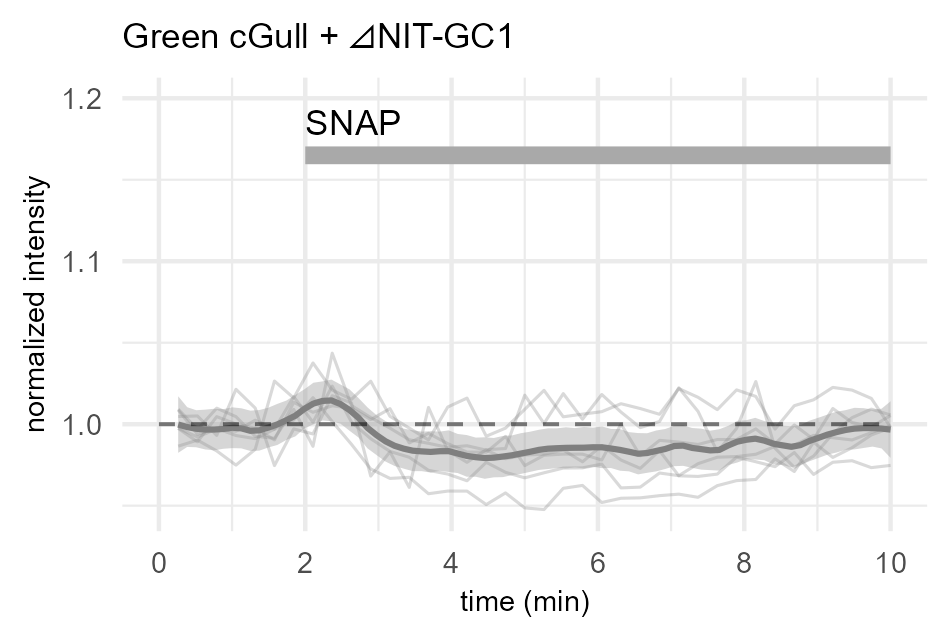 Green cGull + ⊿NIT-GC1
1.2
SNAP
1.1
1.0
normalized intensity
0 2 4 6 8 10
time (min)